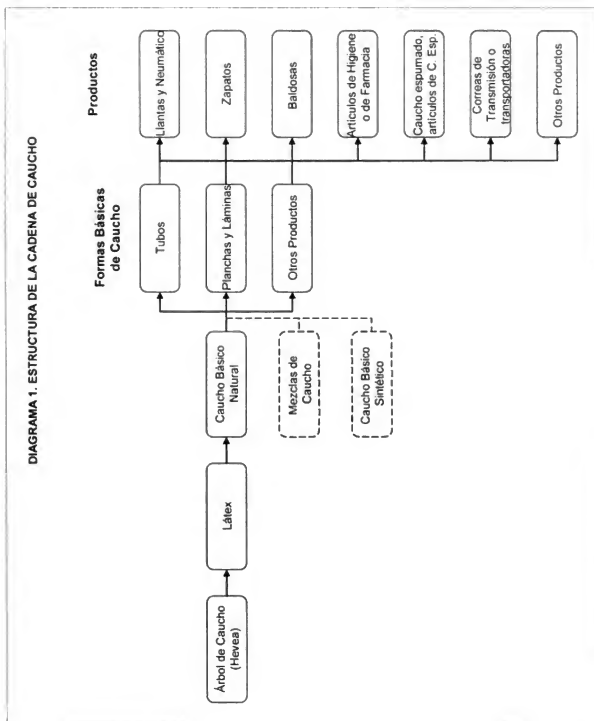 DIAGRAMA 1. ESTRUCTURA DE LA CADENA DE CAUCHO
Formas Básicas
de Caucho
Productos
Árbol de Caucho
(Hevea)
Látex
Caucho Básico
Natural
Mezclas de
Caucho
Caucho Básico
Sintético
Tubos
Planchas y Láminas
Otros Productos
Llantas y Neumático
Zapatos
Baldosas
Artículos de Higiene
o de Farmacia
Caucho espumado,
artículos de C. Esp.
Correas de
Transmisión o
transportadoras
Otros Productos